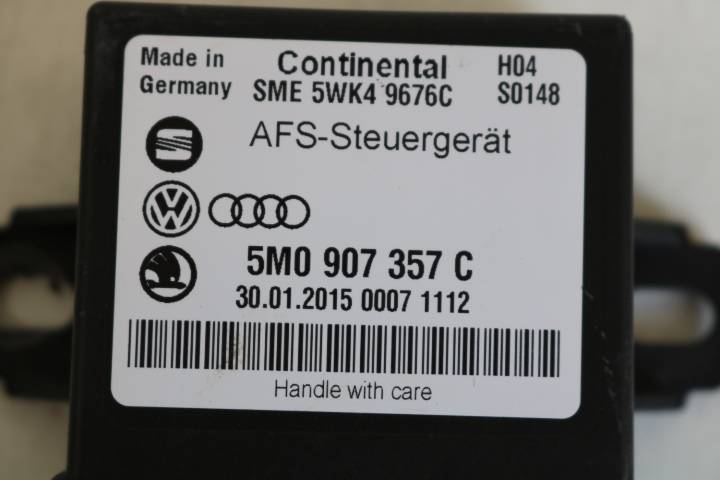 Made in
Germany
Continental
SME 5WK4 9676C
H04
S0148
AFS-Steuergerät
5M0 907 357 C
30.01.2015 0007 1112
Handle with care